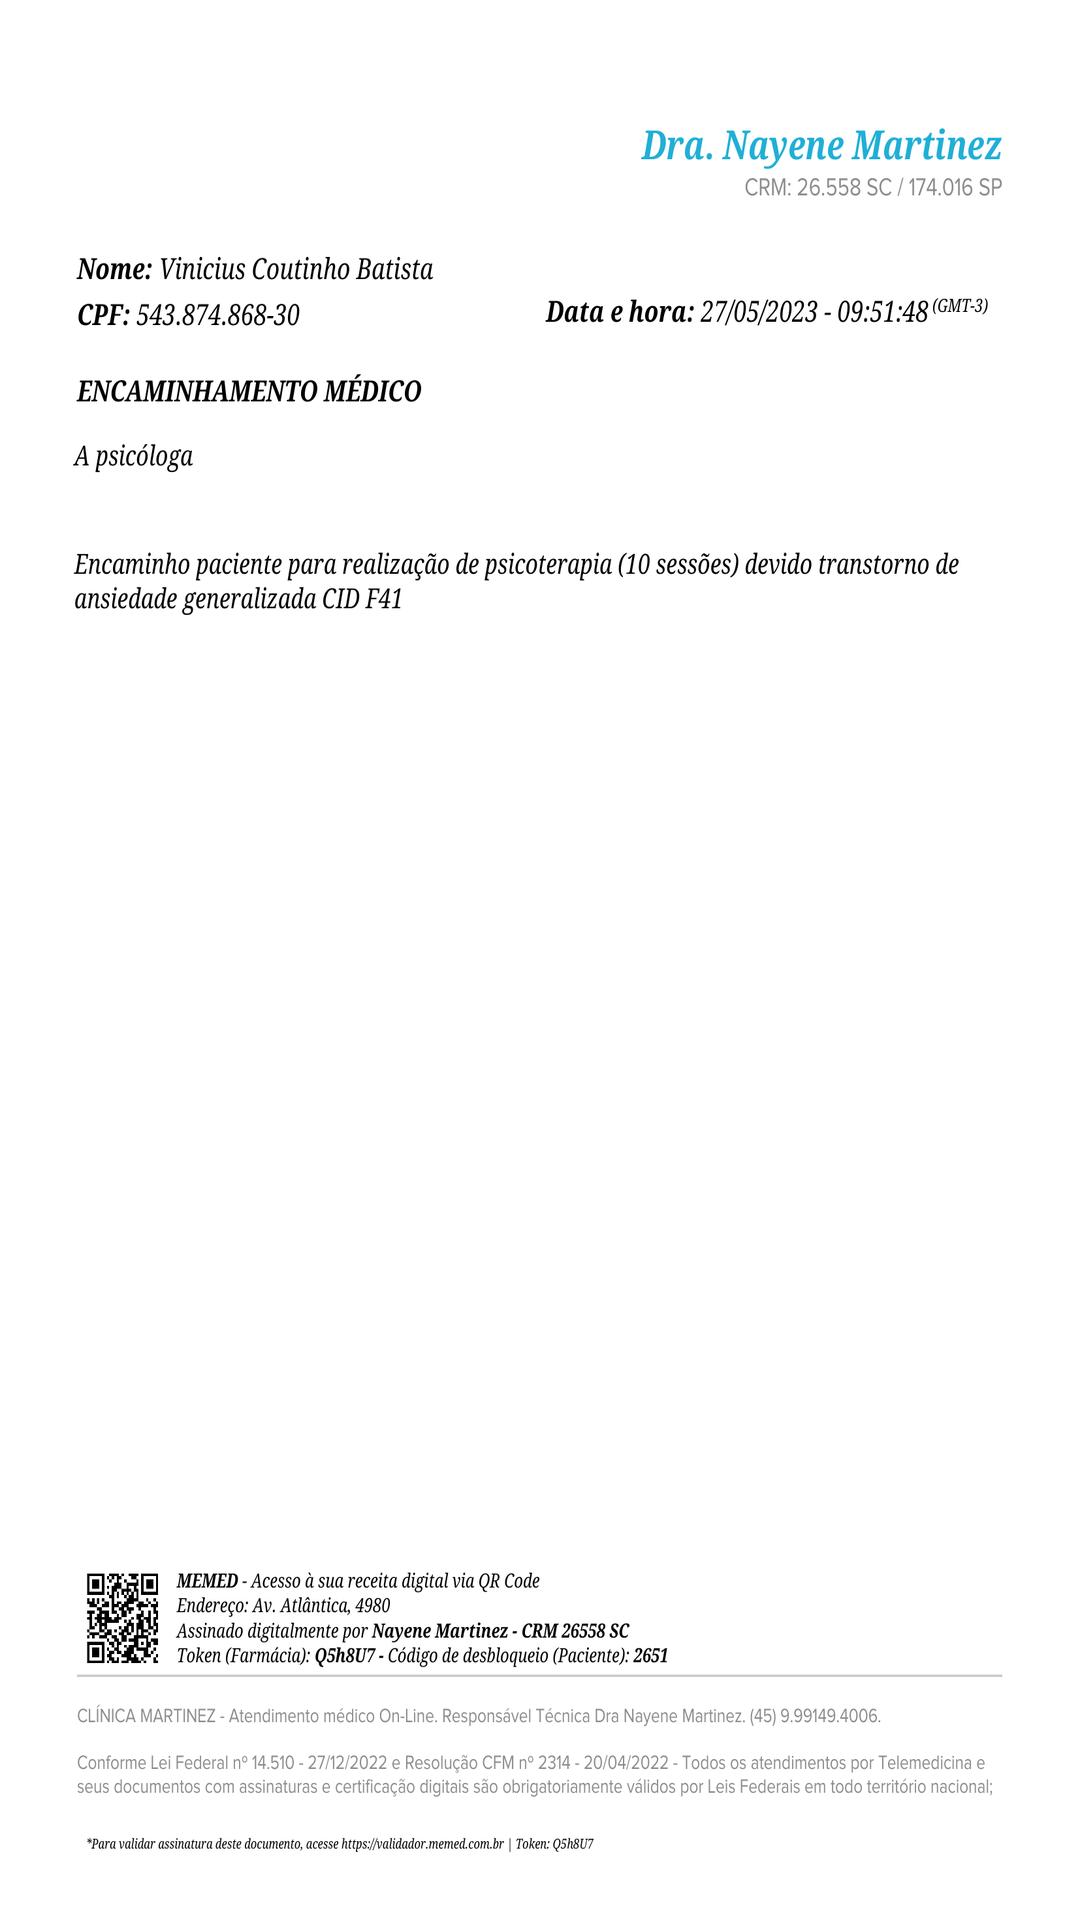 Dra. Nayene Martinez
CRM: 26.558 SC / 174.016 SP
Nome: Vinicius Coutinho Batista
CPF: 543.874.868-30
Data e hora: 27/05/2023 - 09:51:48 (GMT-3)
ENCAMINHAMENTO MÉDICO
A psicóloga
Encaminho paciente para realização de psicoterapia (10 sessões) devido transtorno de
ansiedade generalizada CID F41
MEMED - Acesso à sua receita digital via QR Code
Endereço: Av. Atlântica, 4980
Assinado digitalmente por Nayene Martinez - CRM 26558 SC
Token (Farmácia): Q5h8U7 - Código de desbloqueio (Paciente): 2651
CLÍNICA MARTINEZ - Atendimento médico On-Line. Responsável Técnica Dra Nayene Martinez. (45) 9.99149.4006.
Conforme Lei Federal nº 14.510 - 27/12/2022 e Resolução CFM nº 2314 - 20/04/2022 - Todos os atendimentos por Telemedicina e
seus documentos com assinaturas e certificação digitais são obrigatoriamente válidos por Leis Federais em todo território nacional;
*Para validar assinatura deste documento, acesse https://validador.memed.com.br | Token: Q5h8U7